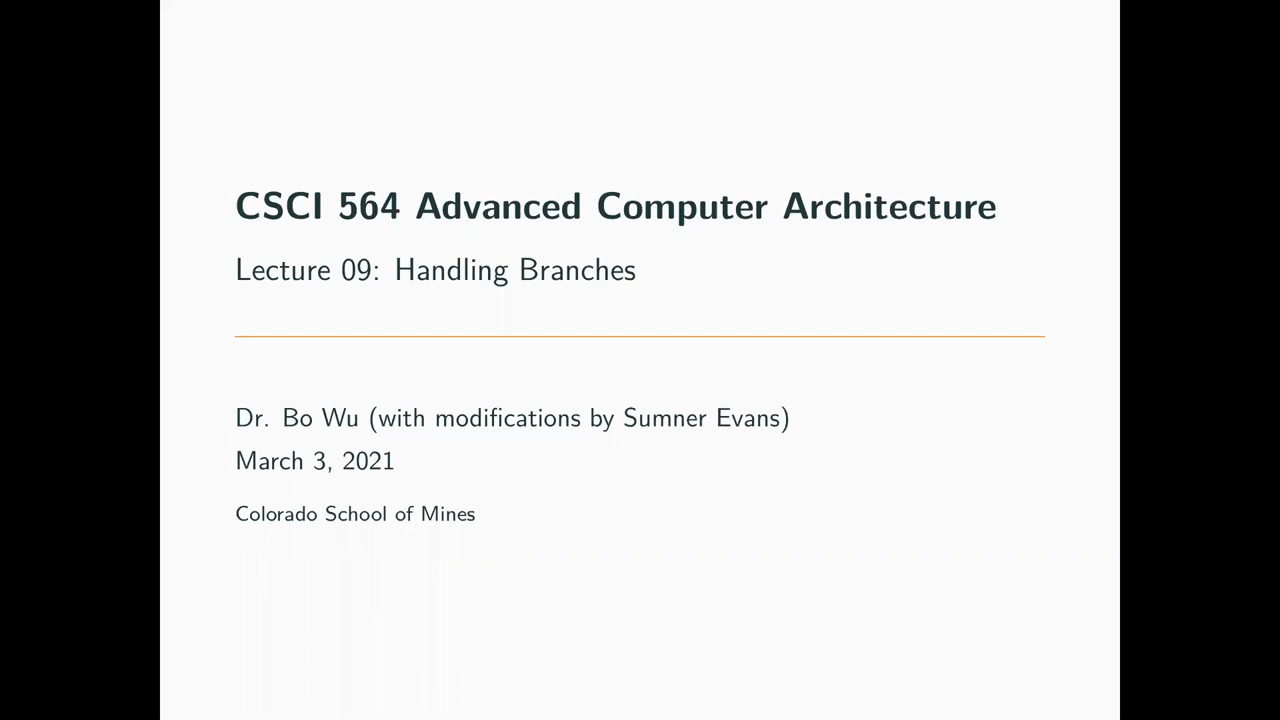 CSCI 564 Advanced Computer Architecture
Lecture 09: Handling Branches
Dr. Bo Wu (with modifications by Sumner Evans)
March 3, 2021
Colorado School of Mines